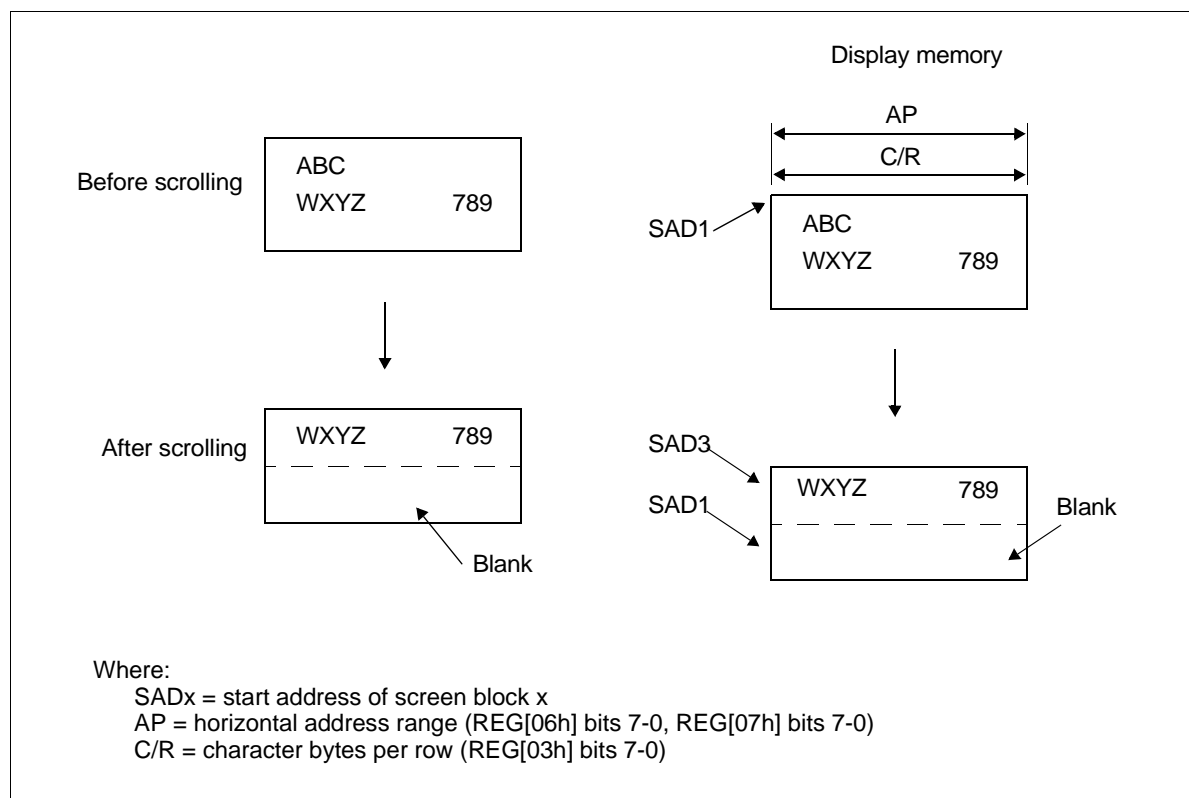 Display memory
AP
C/R
Before scrolling
ABC
WXYZ 789
SAD1
ABC
WXYZ 789
After scrolling
WXYZ 789
Blank
SAD3
SAD1
WXYZ 789
Blank
Where:
SADx = start address of screen block x
AP = horizontal address range (REG[06h] bits 7-0, REG[07h] bits 7-0)
C/R = character bytes per row (REG[03h] bits 7-0)